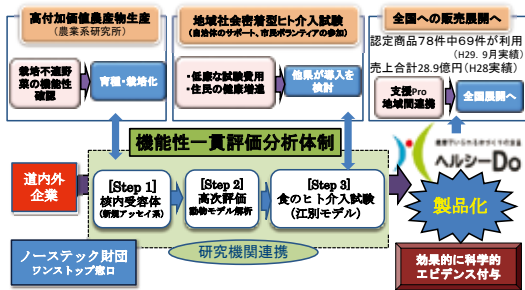 高付加価値農産物生産
(農業系研究所)
栽培不適野
菜の機能性
確認
育種・栽培化
地域社会密着型ヒト介入試験
(自治体のサポート、市民ボランティアの参加)
・低廉な試験費用
・住民の健康増進
他県が導入を
検討
全国への販売展開へ
認定商品78件中69件が利用
(H29. 9月実績)
売上合計28.9億円(H28実績)
支援Pro
地域間連携
全国展開へ
機能性一貫評価分析体制
道内外
企業
[Step 1]
核内受容体
(新規アッセイ系)
[Step 2]
高次評価
動物モデル解析
[Step 3]
食のヒト介入試験
(江別モデル)
研究機関連携
ヘルシーDo
製品化
ノーステック財団
ワンストップ窓口
効果的に科学的
エビデンス付与